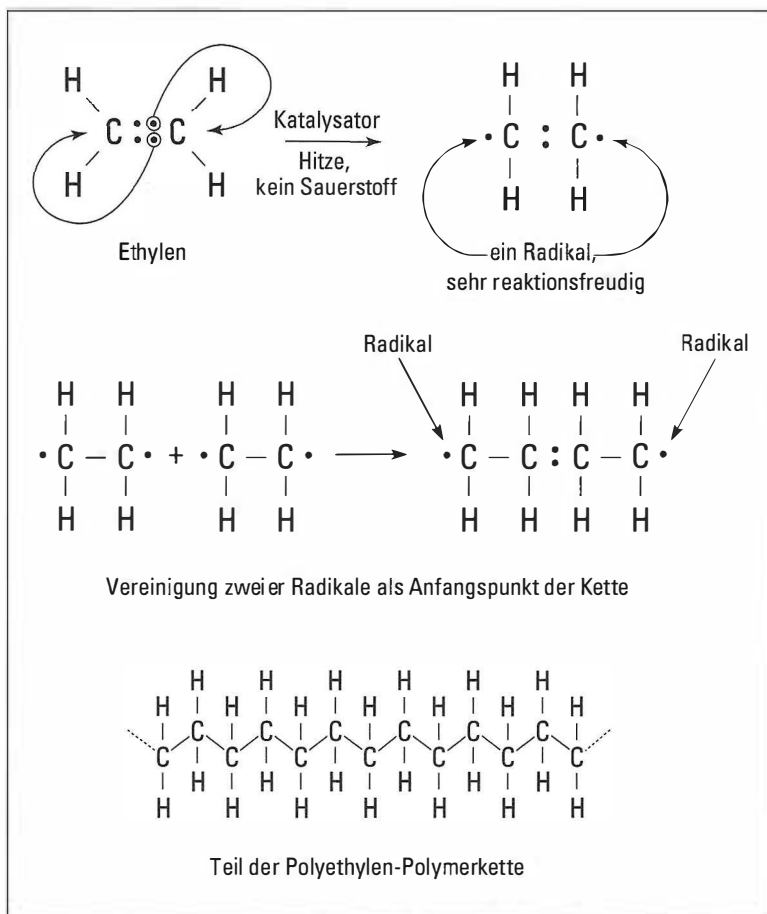 H H H H
C : C Katalysator · C : C ·
H H Hitze, H H
kein Sauerstoff
Ethylen ein Radikal,
sehr reaktionsfreudig
Radikal Radikal
H H H H H H H H
· C – C · + · C – C · · C – C : C – C ·
H H H H H H H H
Vereinigung zweier Radikale als Anfangspunkt der Kette
H H H H H H
H H H H H H H
C C C C C C
C C C C C C C
H H H H H H
H H H H H H H
Teil der Polyethylen-Polymerkette